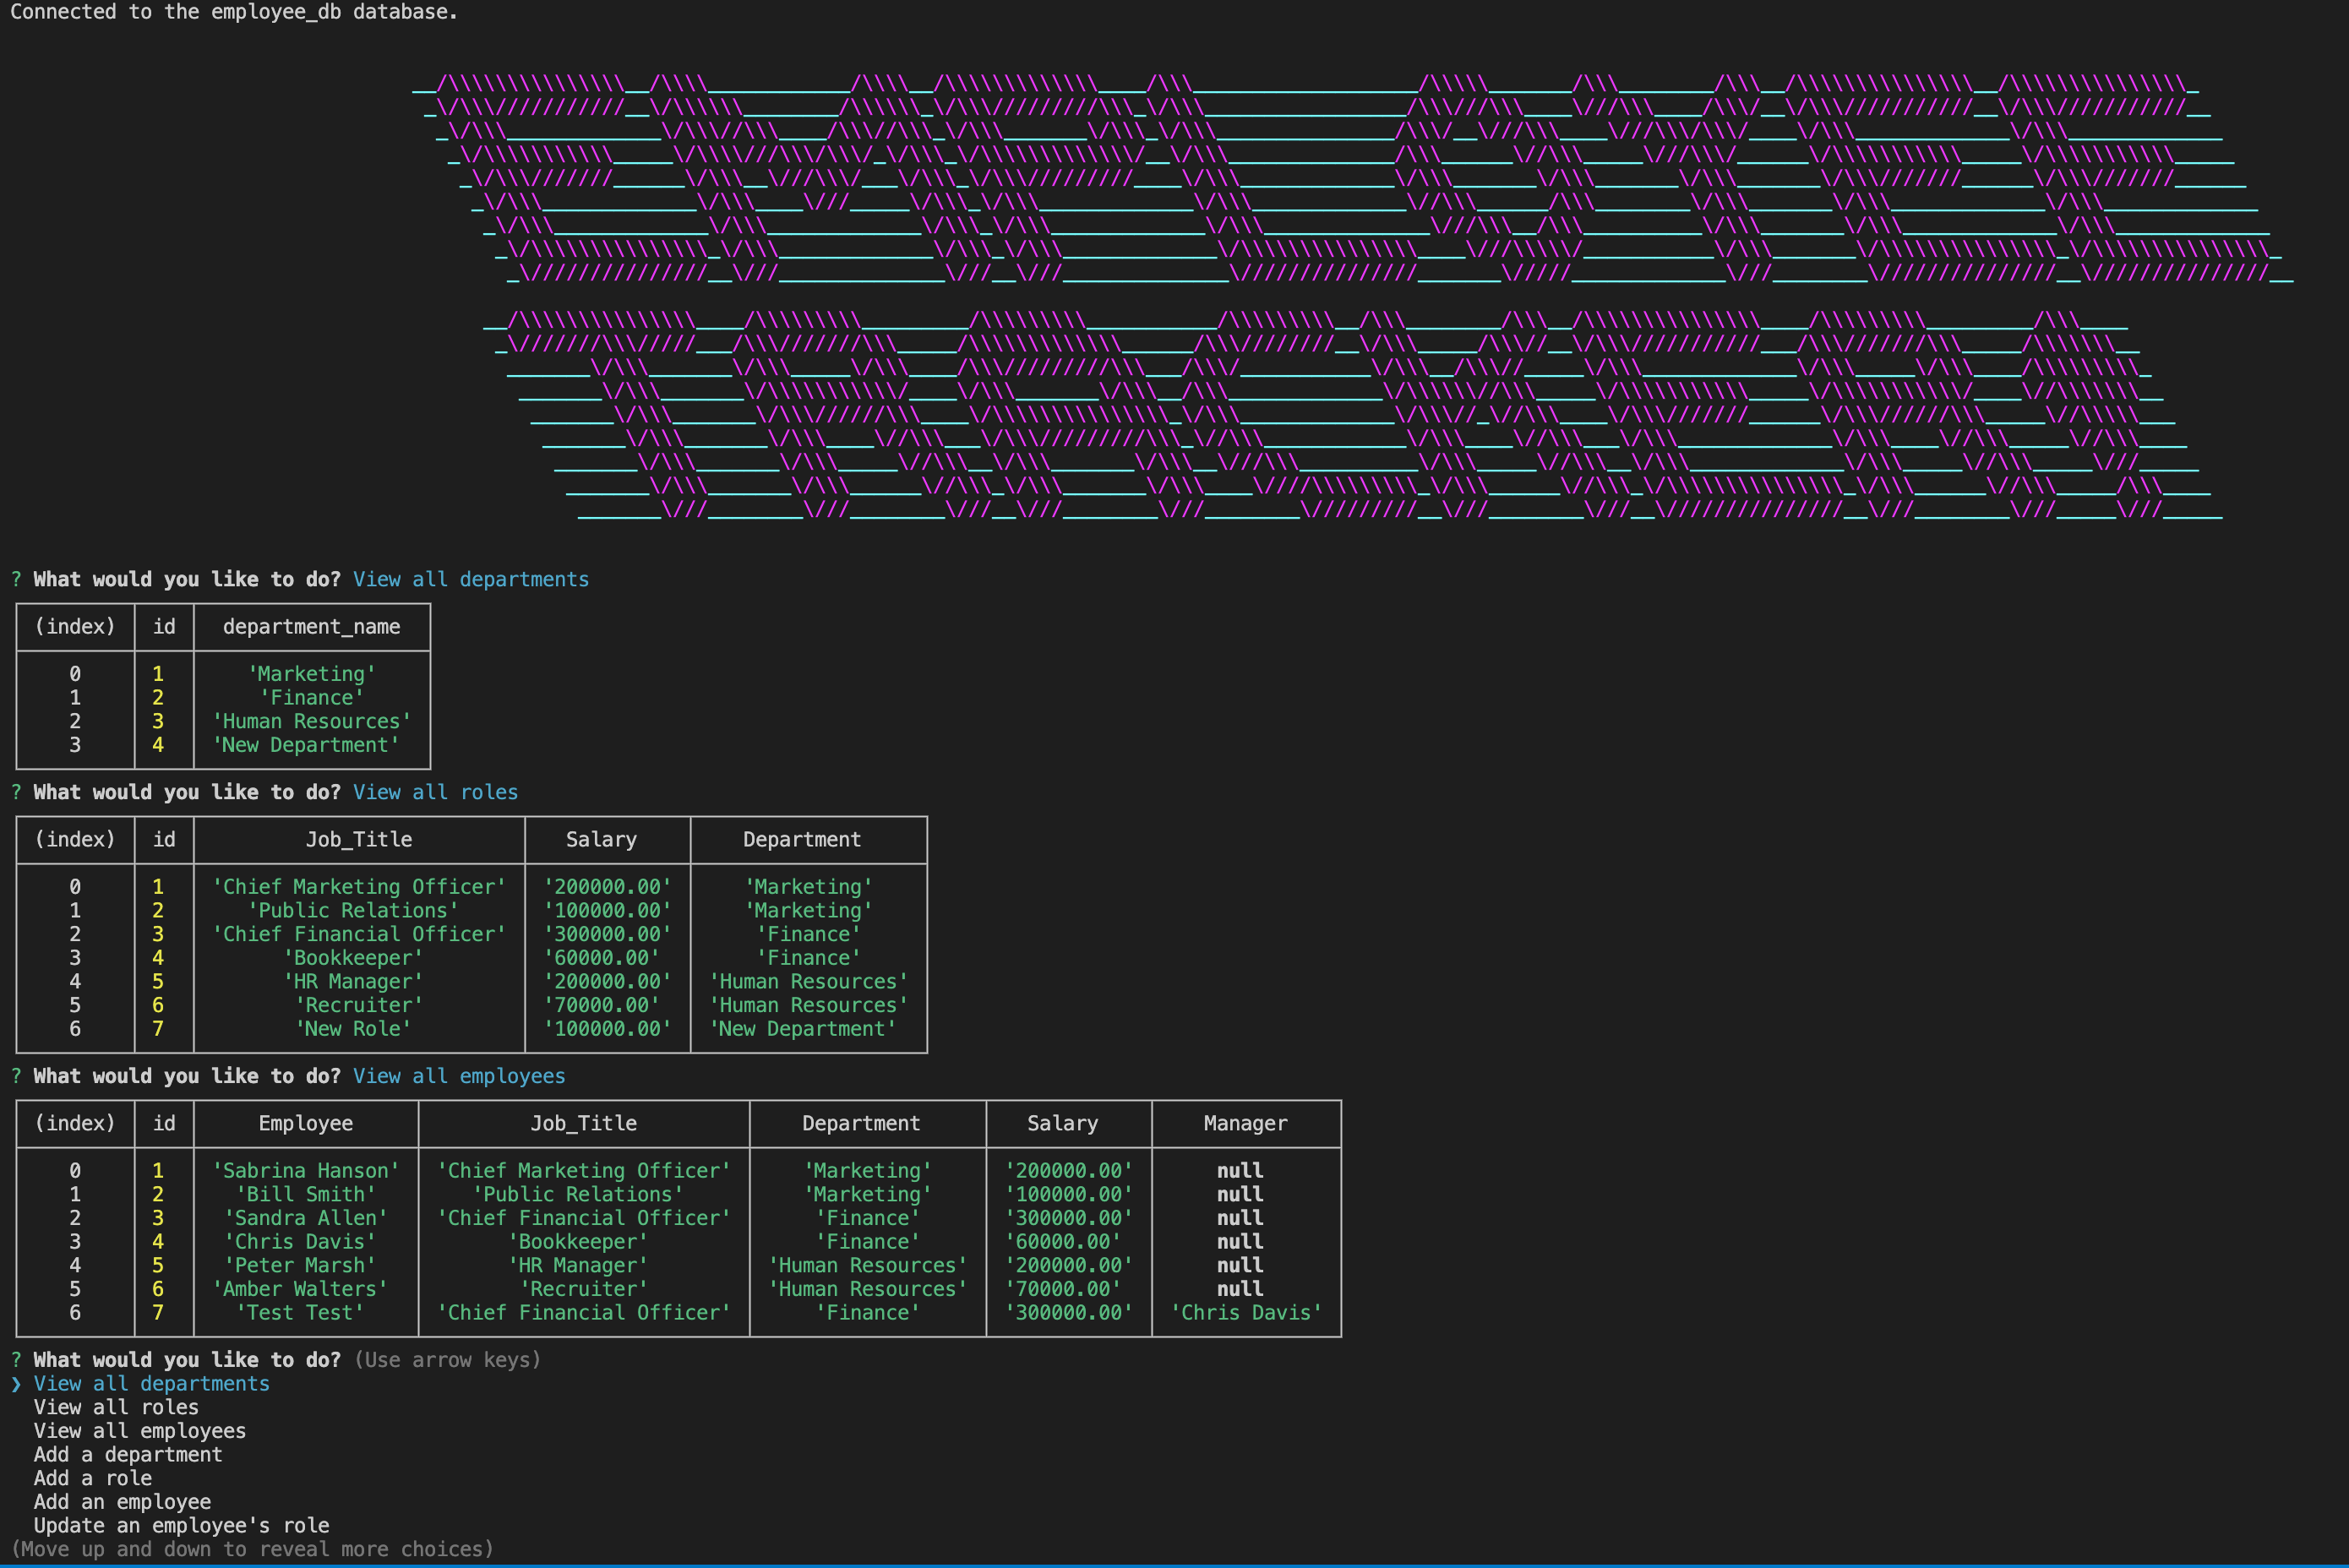 Connected to the employee_db database.
EMPLOYEE
TRACKER!
? What would you like to do? View all departments
(index) id department_name
0 1 'Marketing'
1 2 'Finance'
2 3 'Human Resources'
3 4 'New Department'
? What would you like to do? View all roles
(index) id Job_Title Salary Department
0 1 'Chief Marketing Officer' '200000.00' 'Marketing'
1 2 'Public Relations' '100000.00' 'Marketing'
2 3 'Chief Financial Officer' '300000.00' 'Finance'
3 4 'Bookkeeper' '60000.00' 'Finance'
4 5 'HR Manager' '200000.00' 'Human Resources'
5 6 'Recruiter' '70000.00' 'Human Resources'
6 7 'New Role' '100000.00' 'New Department'
? What would you like to do? View all employees
(index) id Employee Job_Title Department Salary Manager
0 1 'Sabrina Hanson' 'Chief Marketing Officer' 'Marketing' '200000.00' null
1 2 'Bill Smith' 'Public Relations' 'Marketing' '100000.00' null
2 3 'Sandra Allen' 'Chief Financial Officer' 'Finance' '300000.00' null
3 4 'Chris Davis' 'Bookkeeper' 'Finance' '60000.00' null
4 5 'Peter Marsh' 'HR Manager' 'Human Resources' '200000.00' null
5 6 'Amber Walters' 'Recruiter' 'Human Resources' '70000.00' null
6 7 'Test Test' 'Chief Financial Officer' 'Finance' '300000.00' 'Chris Davis'
? What would you like to do? (Use arrow keys)
❯ View all departments
View all roles
View all employees
Add a department
Add a role
Add an employee
Update an employee's role
(Move up and down to reveal more choices)